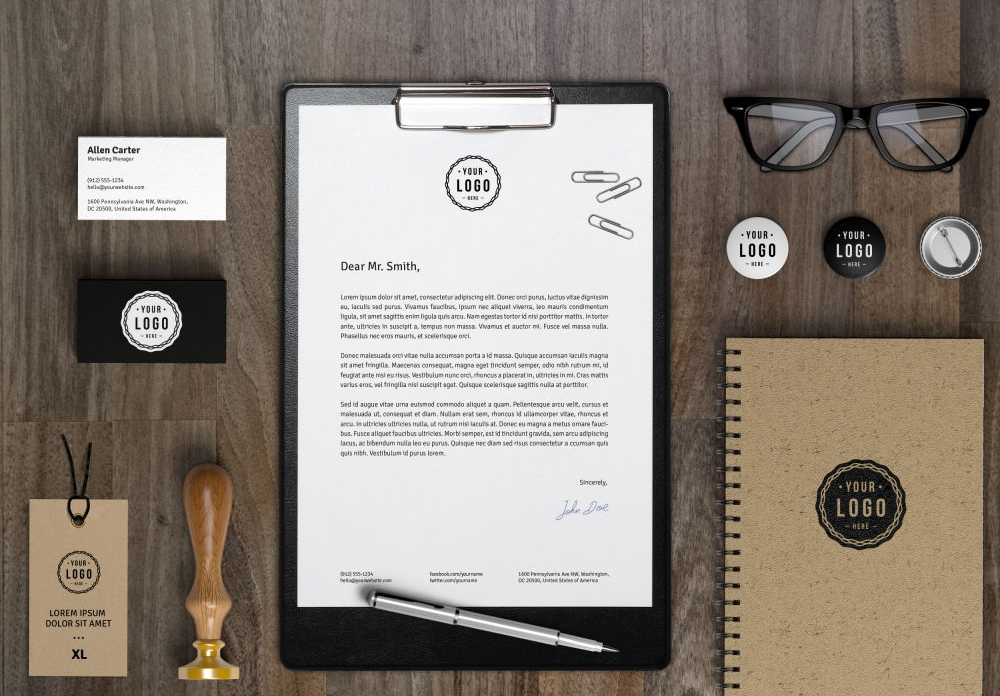 Allen Carter
Marketing Manager
(912) 555-1234
hello@yourwebsite.com
1600 Pennsylvania Ave NW, Washington,
DC 20500, United States of America
• YOUR •
LOGO
– HERE –
• YOUR •
LOGO
– HERE –
LOREM IPSUM
DOLOR SIT AMET
•••
XL
• YOUR •
LOGO
– HERE –
Dear Mr. Smith,
Lorem ipsum dolor sit amet, consectetur adipiscing elit. Donec orci purus, luctus vitae dignissim
eu, iaculis sed purus. Vivamus faucibus, ipsum nec aliquet viverra, leo mauris condimentum
ligula, sit amet sagittis enim ligula quis arcu. Nam egestas tortor id nisi porttitor mattis. In tortor
ante, ultricies in suscipit a, tempus non massa. Vivamus et auctor mi. Fusce vel massa nulla.
Phasellus nec eros mauris, et scelerisque orci.
Donec malesuada orci vitae nulla accumsan porta a id massa. Quisque accumsan iaculis magna
sit amet fringilla. Maecenas consequat, magna eget tincidunt semper, odio nibh rutrum mi, id
feugiat ante nisi eu risus. Vestibulum nunc orci, rhoncus a placerat in, ultricies in mi. Cras mattis
varius eros, vel fringilla nisi suscipit eget. Quisque scelerisque sagittis nulla at porttitor.
Sed id augue vitae urna euismod commodo aliquet a quam. Pellentesque arcu velit, cursus et
malesuada ut, consequat et diam. Nullam erat sem, rhoncus id ullamcorper vitae, rhoncus et
arcu. In ultricies ultricies nulla, ut rutrum nisi iaculis at. Donec eu magna a metus ornare fauci-
bus. Fusce aliquet faucibus ultricies. Morbi semper, est id tincidunt gravida, sem arcu adipiscing
lacus, ac bibendum nulla leo eu purus. Quisque nec diam sed risus consectetur a ccumsan quis
quis nibh. Vestibulum id purus lorem.
Sincerely,
John Doe
(912) 555-1234
hello@yourwebsite.com
facebook.com/yourname
twitter.com/yourname
1600 Pennsylvania Ave NW, Washington,
DC 20500, United States of America
• YOUR •
LOGO
– HERE –
• YOUR •
LOGO
– HERE –
• YOUR •
LOGO
– HERE –